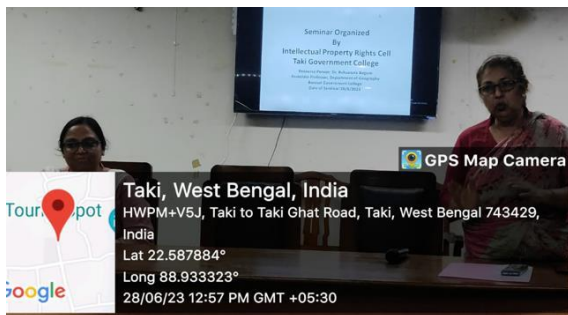 Seminar Organized
By
Intellectual Property Rights Cell
Taki Government College
GPS Map Camera
Taki, West Bengal, India
HWPM+V5J, Taki to Taki Ghat Road, Taki, West Bengal 743429,
India
Lat 22.587884°
Long 88.933323°
28/06/23 12:57 PM GMT +05:30
Google